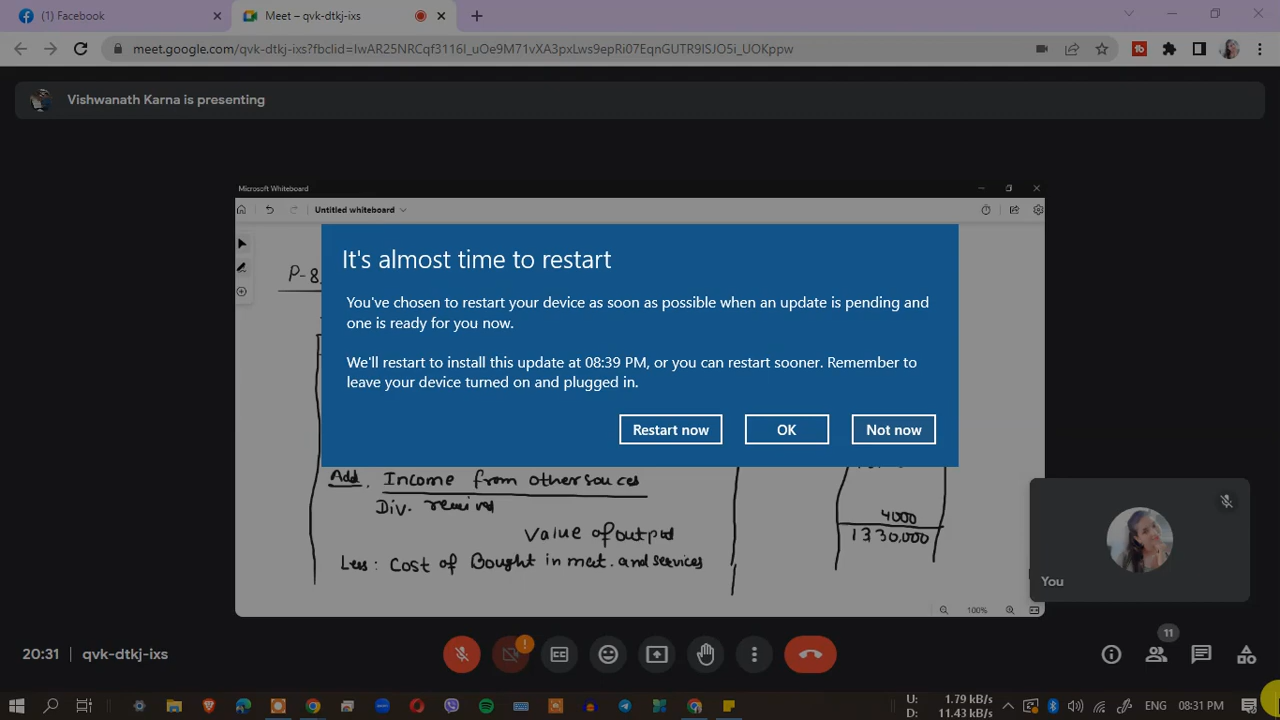 (1) Facebook
Meet – qvk-dtkj-ixs
meet.google.com/qvk-dtkj-ixs?fbclid=IwAR25NRCqf3116l_uOe9M71vXA3pxLws9epRi07EqnGUTR9ISJO5i_UOKppw
Vishwanath Karna is presenting
Microsoft Whiteboard
Untitled whiteboard
P-8
It's almost time to restart
You've chosen to restart your device as soon as possible when an update is pending and
one is ready for you now.
We'll restart to install this update at 08:39 PM, or you can restart sooner. Remember to
leave your device turned on and plugged in.
Restart now
OK
Not now
Add. Income from other souces
Div. received
4000
Value of output
1330,000
Less: Cost of Bought in mat. and services
You
100%
20:31 | qvk-dtkj-ixs
11
U: 1.79 kB/s
D: 11.43 kB/s
ENG 08:31 PM